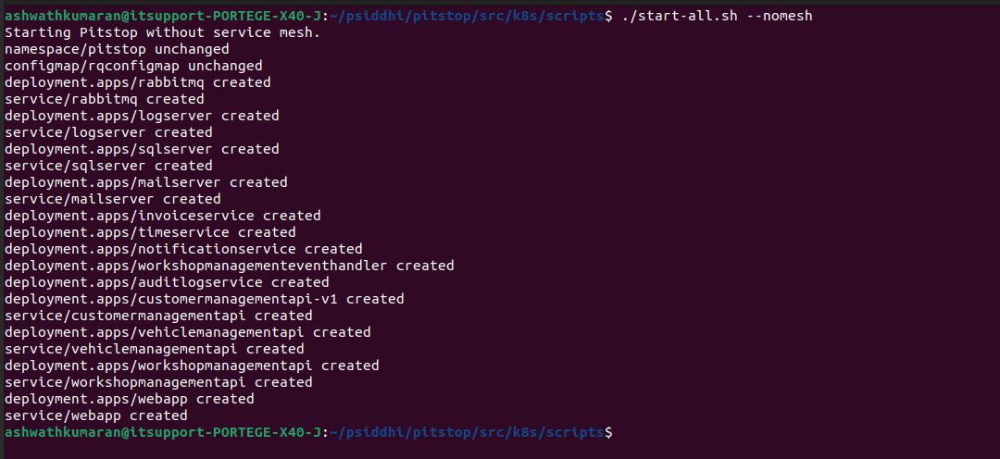 ashwathkumaran@itsupport-PORTEGE-X40-J:~/psiddhi/pitstop/src/k8s/scripts$ ./start-all.sh --nomesh
Starting Pitstop without service mesh.
namespace/pitstop unchanged
configmap/rqconfigmap unchanged
deployment.apps/rabbitmq created
service/rabbitmq created
deployment.apps/logserver created
service/logserver created
deployment.apps/sqlserver created
service/sqlserver created
deployment.apps/mailserver created
service/mailserver created
deployment.apps/invoiceservice created
deployment.apps/timeservice created
deployment.apps/notificationservice created
deployment.apps/workshopmanagementeventhandler created
deployment.apps/auditlogservice created
deployment.apps/customermanagementapi-v1 created
service/customermanagementapi created
deployment.apps/vehiclemanagementapi created
service/vehiclemanagementapi created
deployment.apps/workshopmanagementapi created
service/workshopmanagementapi created
deployment.apps/webapp created
service/webapp created
ashwathkumaran@itsupport-PORTEGE-X40-J:~/psiddhi/pitstop/src/k8s/scripts$